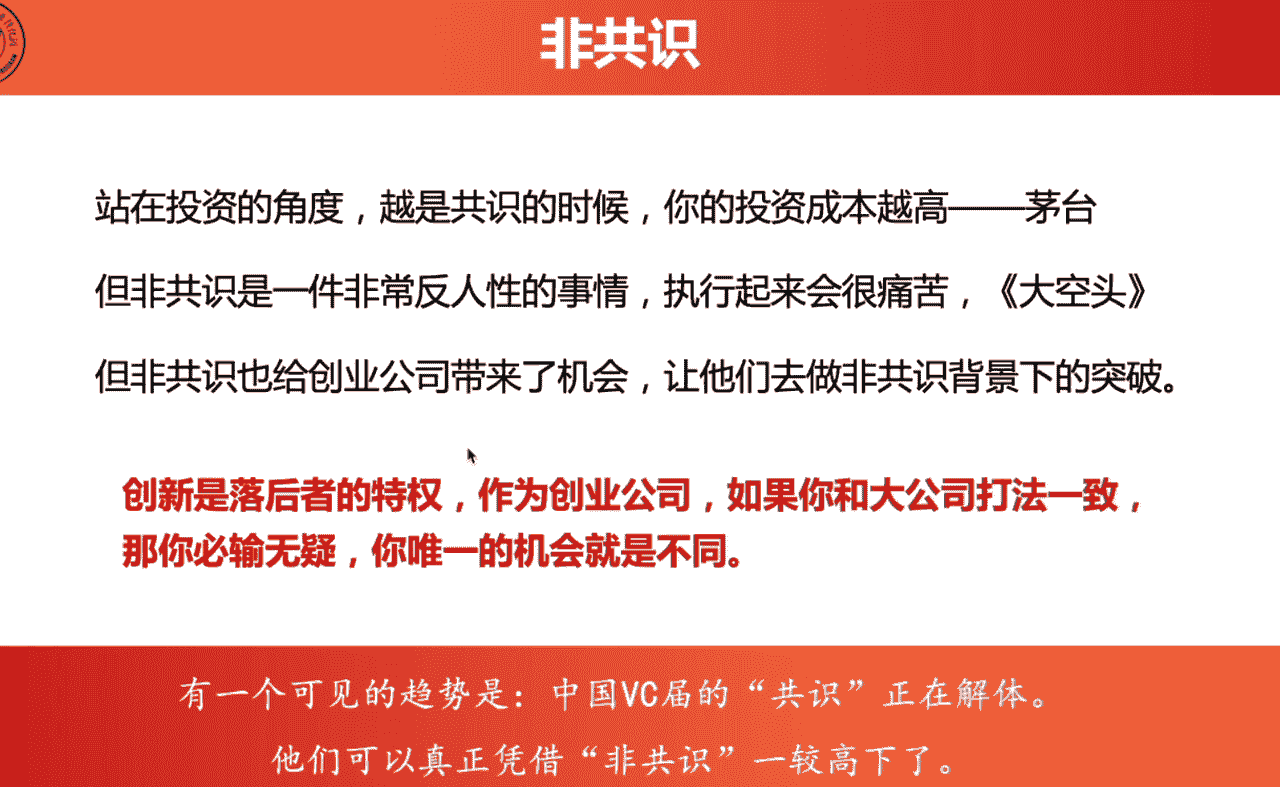 非共识
站在投资的角度，越是共识的时候，你的投资成本越高——茅台
但非共识是一件非常反人性的事情，执行起来会很痛苦，《大空头》
但非共识也给创业公司带来了机会，让他们去做非共识背景下的突破。
创新是落后者的特权，作为创业公司，如果你和大公司打法一致，
那你必输无疑，你唯一的机会就是不同。
有一个可见的趋势是：中国VC届的“共识”正在解体。
他们可以真正凭借“非共识”一较高下了。